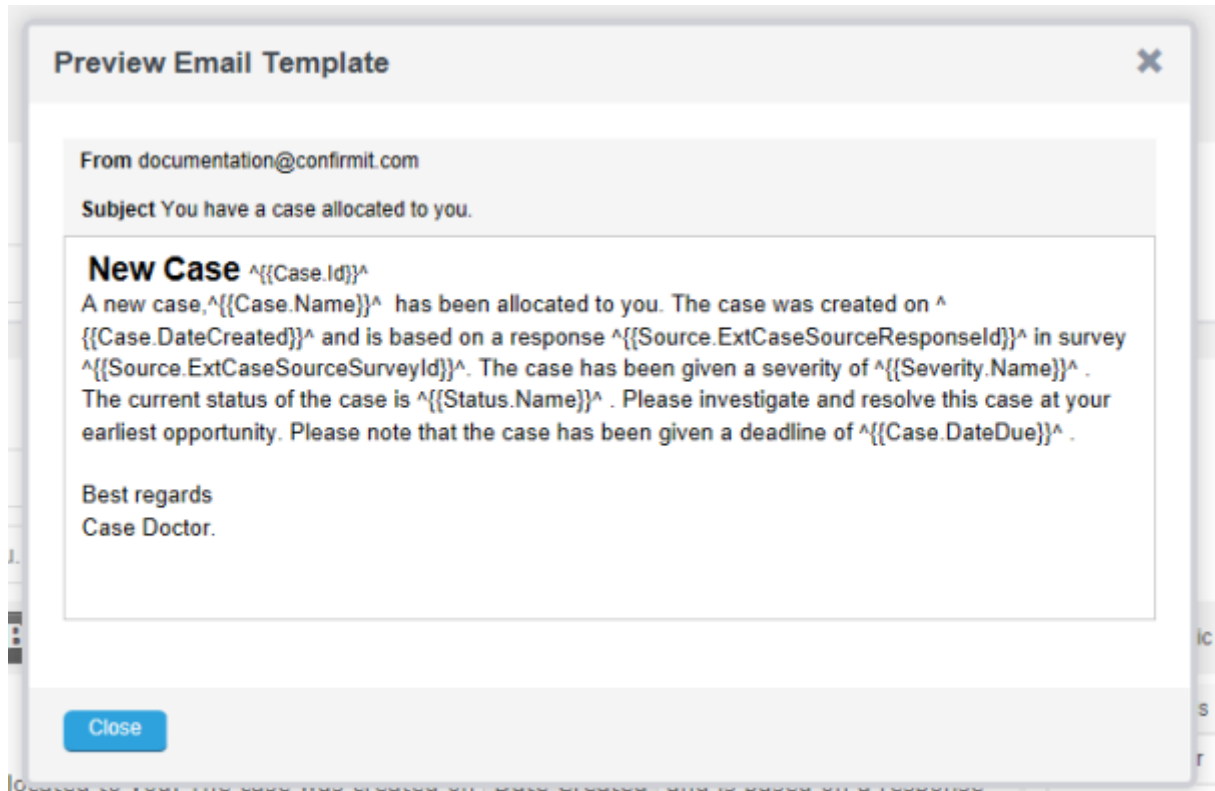 Preview Email Template
From documentation@confirmit.com
Subject You have a case allocated to you.
New Case ^{{Case.Id}}^
A new case,^{{Case.Name}}^ has been allocated to you. The case was created on ^
{{Case.DateCreated}}^ and is based on a response ^{{Source.ExtCaseSourceResponseId}}^ in survey
^{{Source.ExtCaseSourceSurveyId}}^. The case has been given a severity of ^{{Severity.Name}}^ .
The current status of the case is ^{{Status.Name}}^ . Please investigate and resolve this case at your
earliest opportunity. Please note that the case has been given a deadline of ^{{Case.DateDue}}^ .
Best regards
Case Doctor.
Close